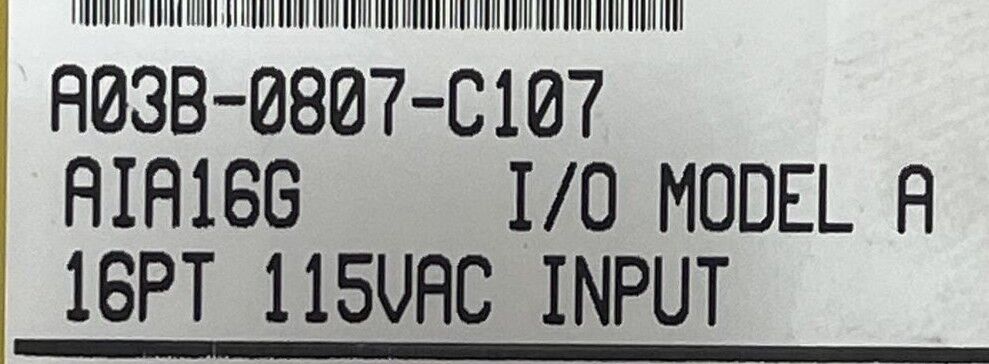 A03B-0807-C107
AIA16G I/O MODEL A
16PT 115VAC INPUT